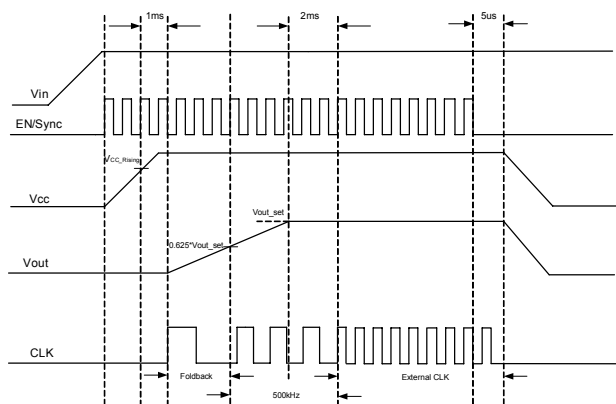 1ms
2ms
5us
Vin
EN/Sync
VCC_Rising
Vcc
Vout_set
0.625*Vout_set
Vout
CLK
Foldback
External CLK
500kHz